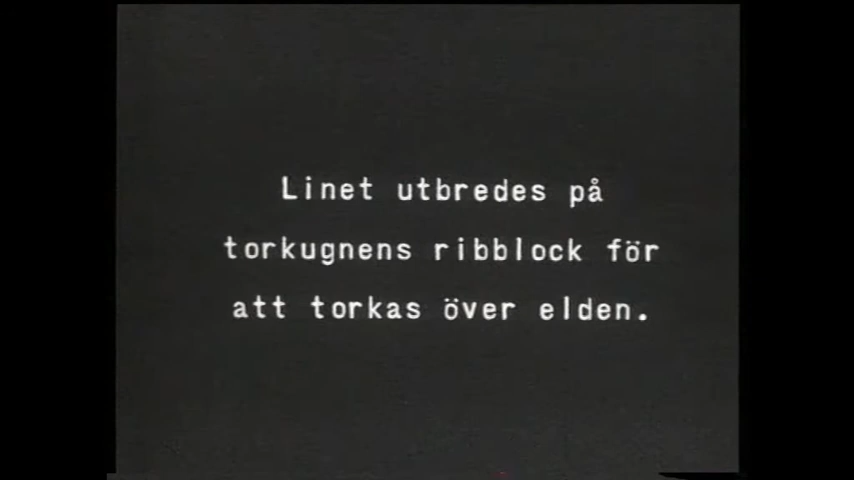 Linet utbredes på
torkugnens ribblock för
att torkas över elden.